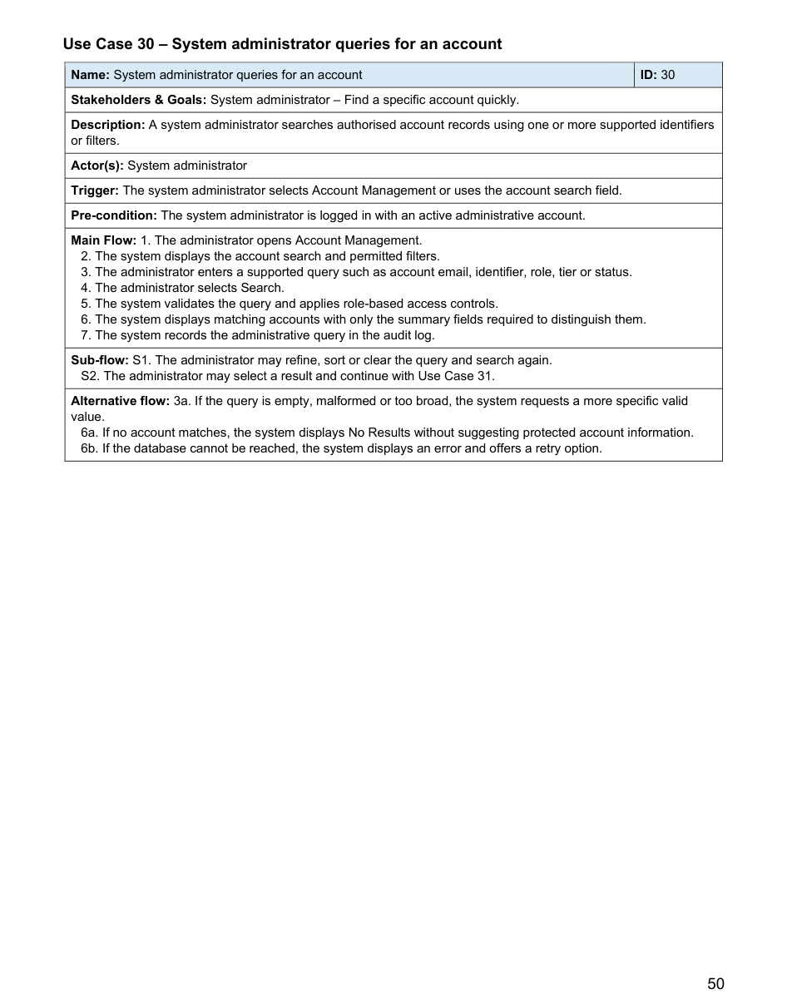 Use Case 30 – System administrator queries for an account
Name: System administrator queries for an account
ID: 30
Stakeholders & Goals: System administrator – Find a specific account quickly.
Description: A system administrator searches authorised account records using one or more supported identifiers
or filters.
Actor(s): System administrator
Trigger: The system administrator selects Account Management or uses the account search field.
Pre-condition: The system administrator is logged in with an active administrative account.
Main Flow: 1. The administrator opens Account Management.
2. The system displays the account search and permitted filters.
3. The administrator enters a supported query such as account email, identifier, role, tier or status.
4. The administrator selects Search.
5. The system validates the query and applies role-based access controls.
6. The system displays matching accounts with only the summary fields required to distinguish them.
7. The system records the administrative query in the audit log.
Sub-flow: S1. The administrator may refine, sort or clear the query and search again.
S2. The administrator may select a result and continue with Use Case 31.
Alternative flow: 3a. If the query is empty, malformed or too broad, the system requests a more specific valid
value.
6a. If no account matches, the system displays No Results without suggesting protected account information.
6b. If the database cannot be reached, the system displays an error and offers a retry option.
50